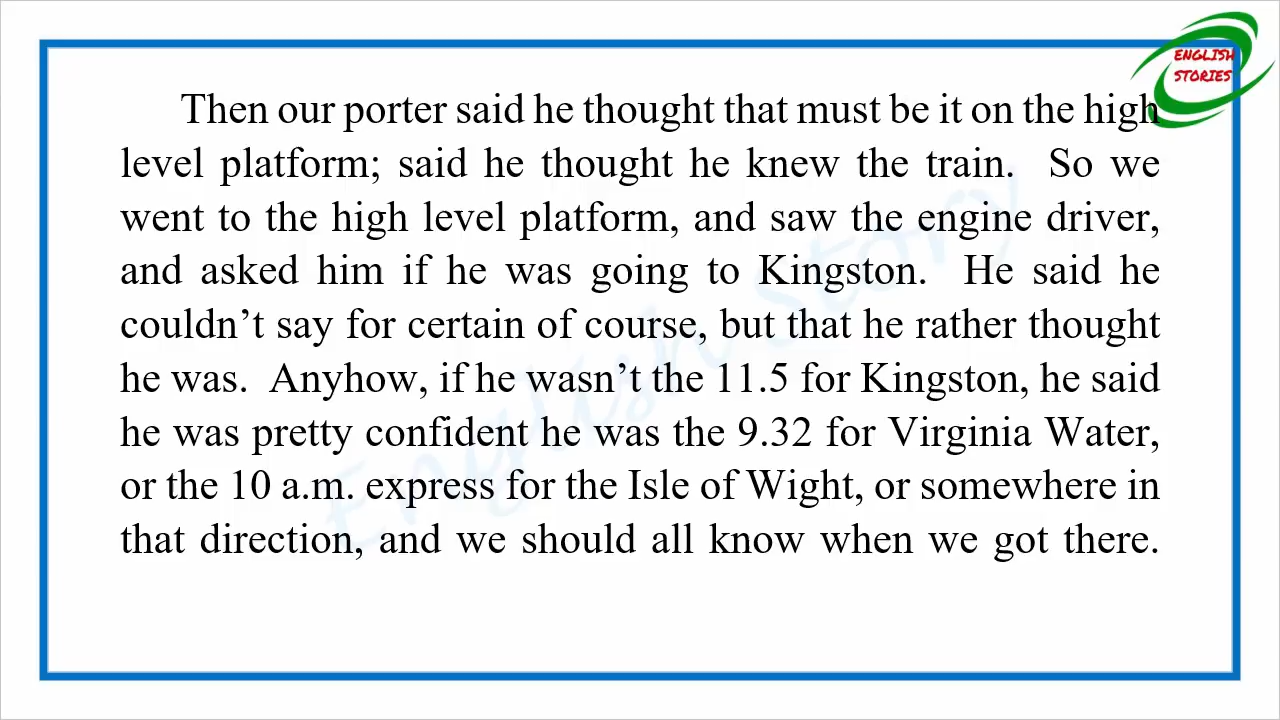 ENGLISH
STORIES
Then our porter said he thought that must be it on the high
level platform; said he thought he knew the train.  So we
went to the high level platform, and saw the engine driver,
and asked him if he was going to Kingston.  He said he
couldn’t say for certain of course, but that he rather thought
he was.  Anyhow, if he wasn’t the 11.5 for Kingston, he said
he was pretty confident he was the 9.32 for Virginia Water,
or the 10 a.m. express for the Isle of Wight, or somewhere in
that direction, and we should all know when we got there.
English Story